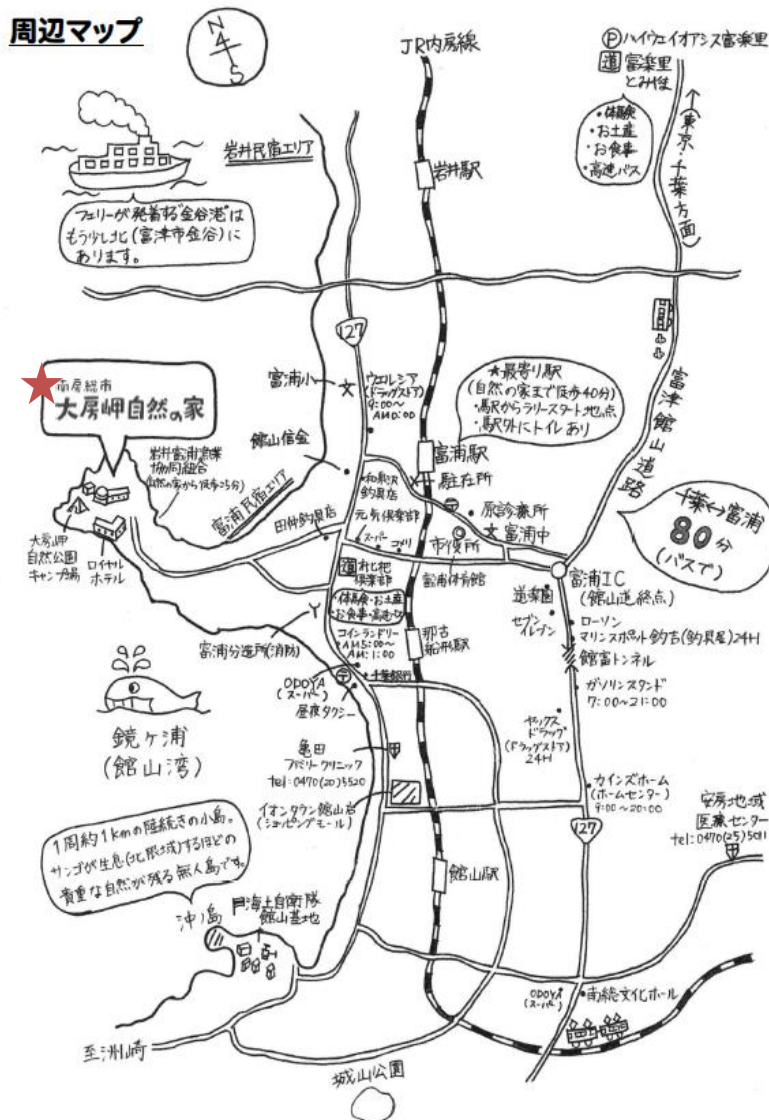 周辺マップ
N
S
JR内房線
Ⓟハイウェイオアシス富楽里
道 富楽里
とみやま
・体験
・お土産
・お食事
・高速バス
(東京・千葉方面)
岩井民宿エリア
岩井駅
フェリーが発着する"金谷港"は
もう少し北(富津市金谷)に
あります。
127
富津館山道路
南房総市
大房岬自然の家
富浦小
ウエルシア
(ドラッグストア)
9:00〜
AM0:00
★最寄り駅
(自然の家まで徒歩40分)
・駅からラリースタート地点
・駅外にトイレあり
館山信金
富浦駅
駐在所
岩井富浦漁業
協同組合
(自然の家から徒歩25分)
富浦民宿エリア
和泉沢
釣具店
原診療所
田仲釣具店
元気倶楽部
スーパー
コメリ
市役所
富浦中
千葉↔富浦
80分
(バスで)
大房岬
自然公園
キャンプ場
ロイヤル
ホテル
道 枇杷
倶楽部
・体験・お土産
・お食事・高速バス
富浦体育館
富浦IC
(館山道終点)
道楽園
セブン
イレブン
ローソン
マリンスポット釣吉(釣具屋)24H
富浦分遣所(消防)
コインランドリー
AM5:00〜
AM1:00
那古
船形駅
館富トンネル
ODOYA
(スーパー)
千葉銀行
昼夜タクシー
ガソリンスタンド
7:00〜21:00
鏡ヶ浦
(館山湾)
ヤックス
ドラッグ
(ドラッグストア)
24H
亀田
ファミリークリニック
tel:0470(20)5520
カインズホーム
(ホームセンター)
9:00〜20:00
イオンタウン館山店
(ショッピングモール)
安房地域
医療センター
127
1周約1kmの陸続きの小島。
サンゴが生息(北限域)するほどの
貴重な自然が残る無人島です。
館山駅
沖ノ島
海上自衛隊
館山基地
ODOYA
(スーパー)
南総文化ホール
至洲崎
城山公園